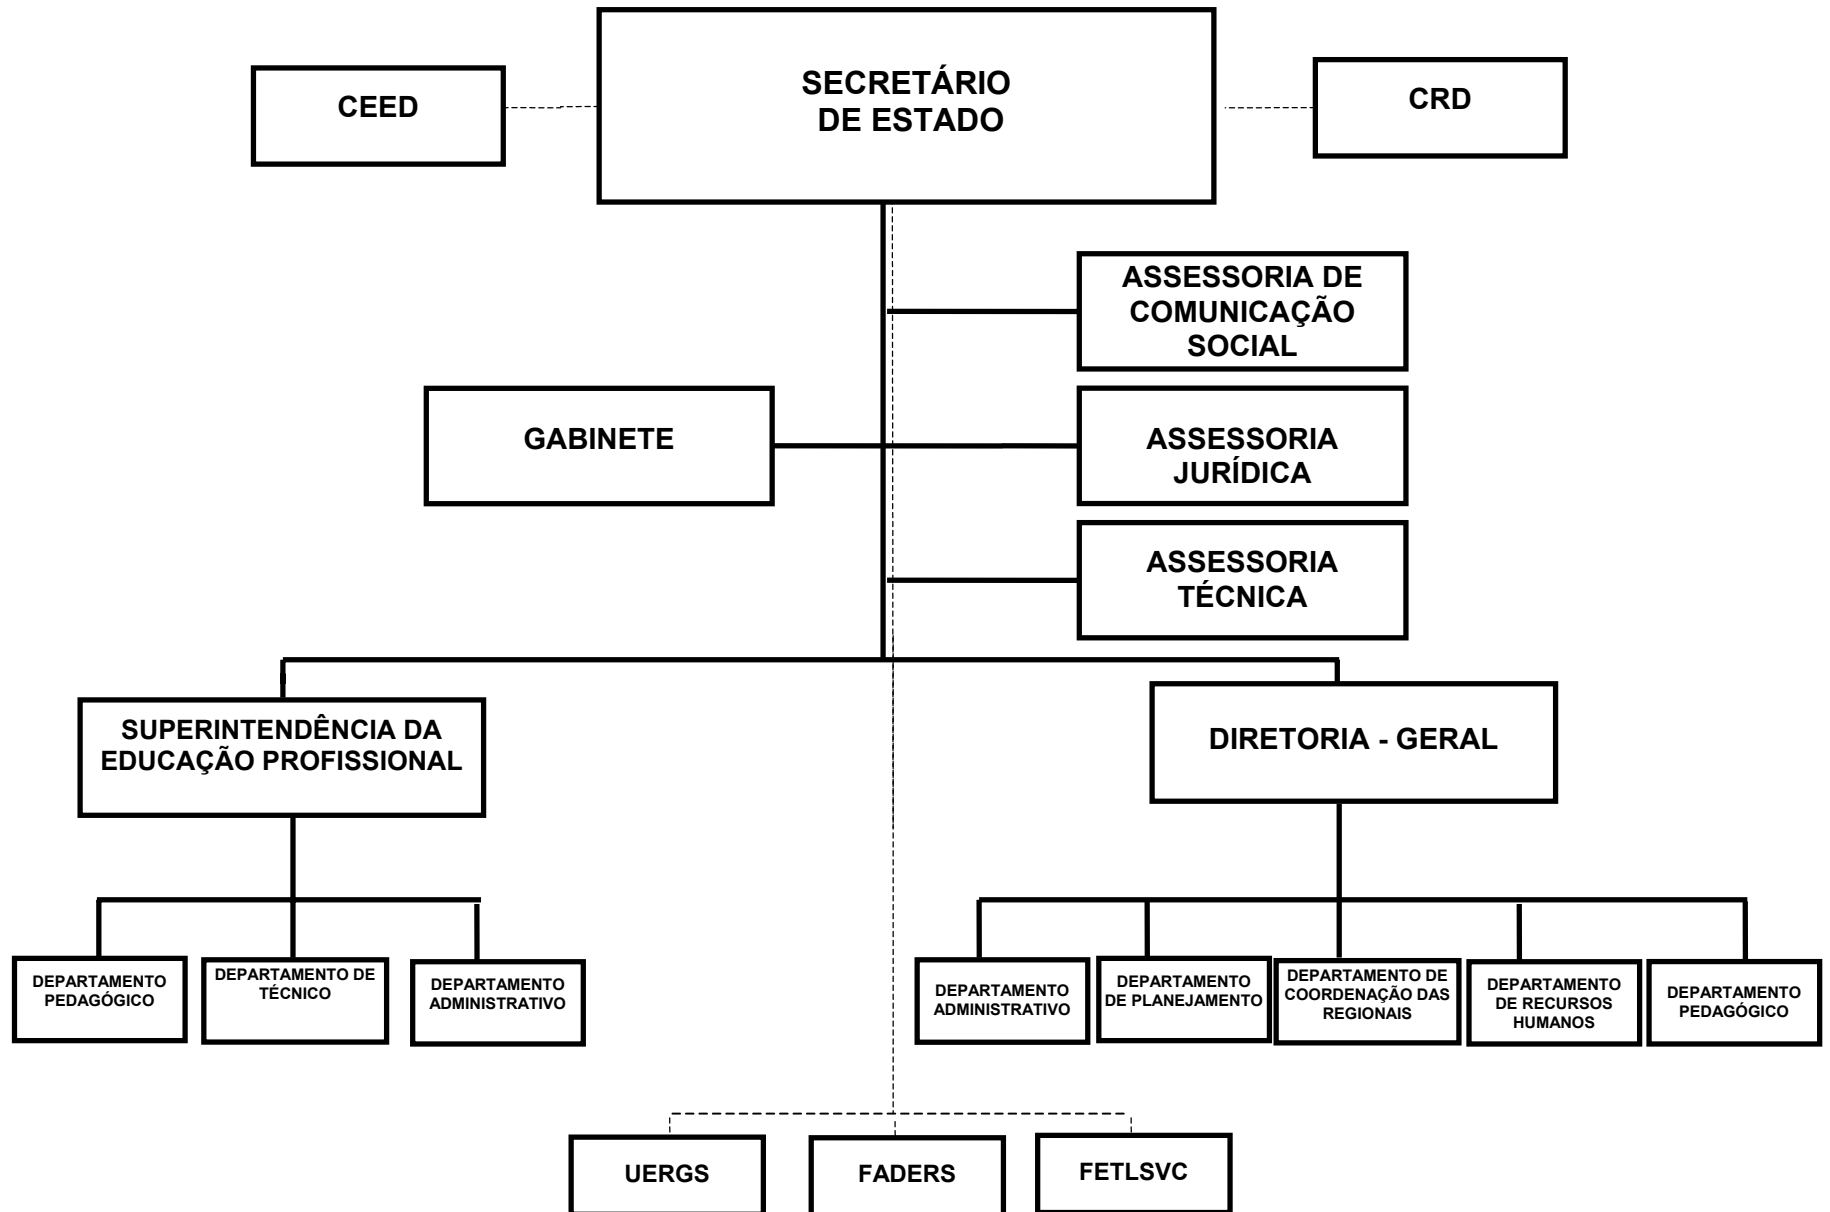 SECRETÁRIO
DE ESTADO
CEED
CRD
ASSESSORIA DE
COMUNICAÇÃO
SOCIAL
GABINETE
ASSESSORIA
JURÍDICA
ASSESSORIA
TÉCNICA
SUPERINTENDÊNCIA DA
EDUCAÇÃO PROFISSIONAL
DIRETORIA - GERAL
DEPARTAMENTO
PEDAGÓGICO
DEPARTAMENTO DE
TÉCNICO
DEPARTAMENTO
ADMINISTRATIVO
DEPARTAMENTO
ADMINISTRATIVO
DEPARTAMENTO
DE PLANEJAMENTO
DEPARTAMENTO DE
COORDENAÇÃO DAS
REGIONAIS
DEPARTAMENTO
DE RECURSOS
HUMANOS
DEPARTAMENTO
PEDAGÓGICO
UERGS
FADERS
FETLSVC